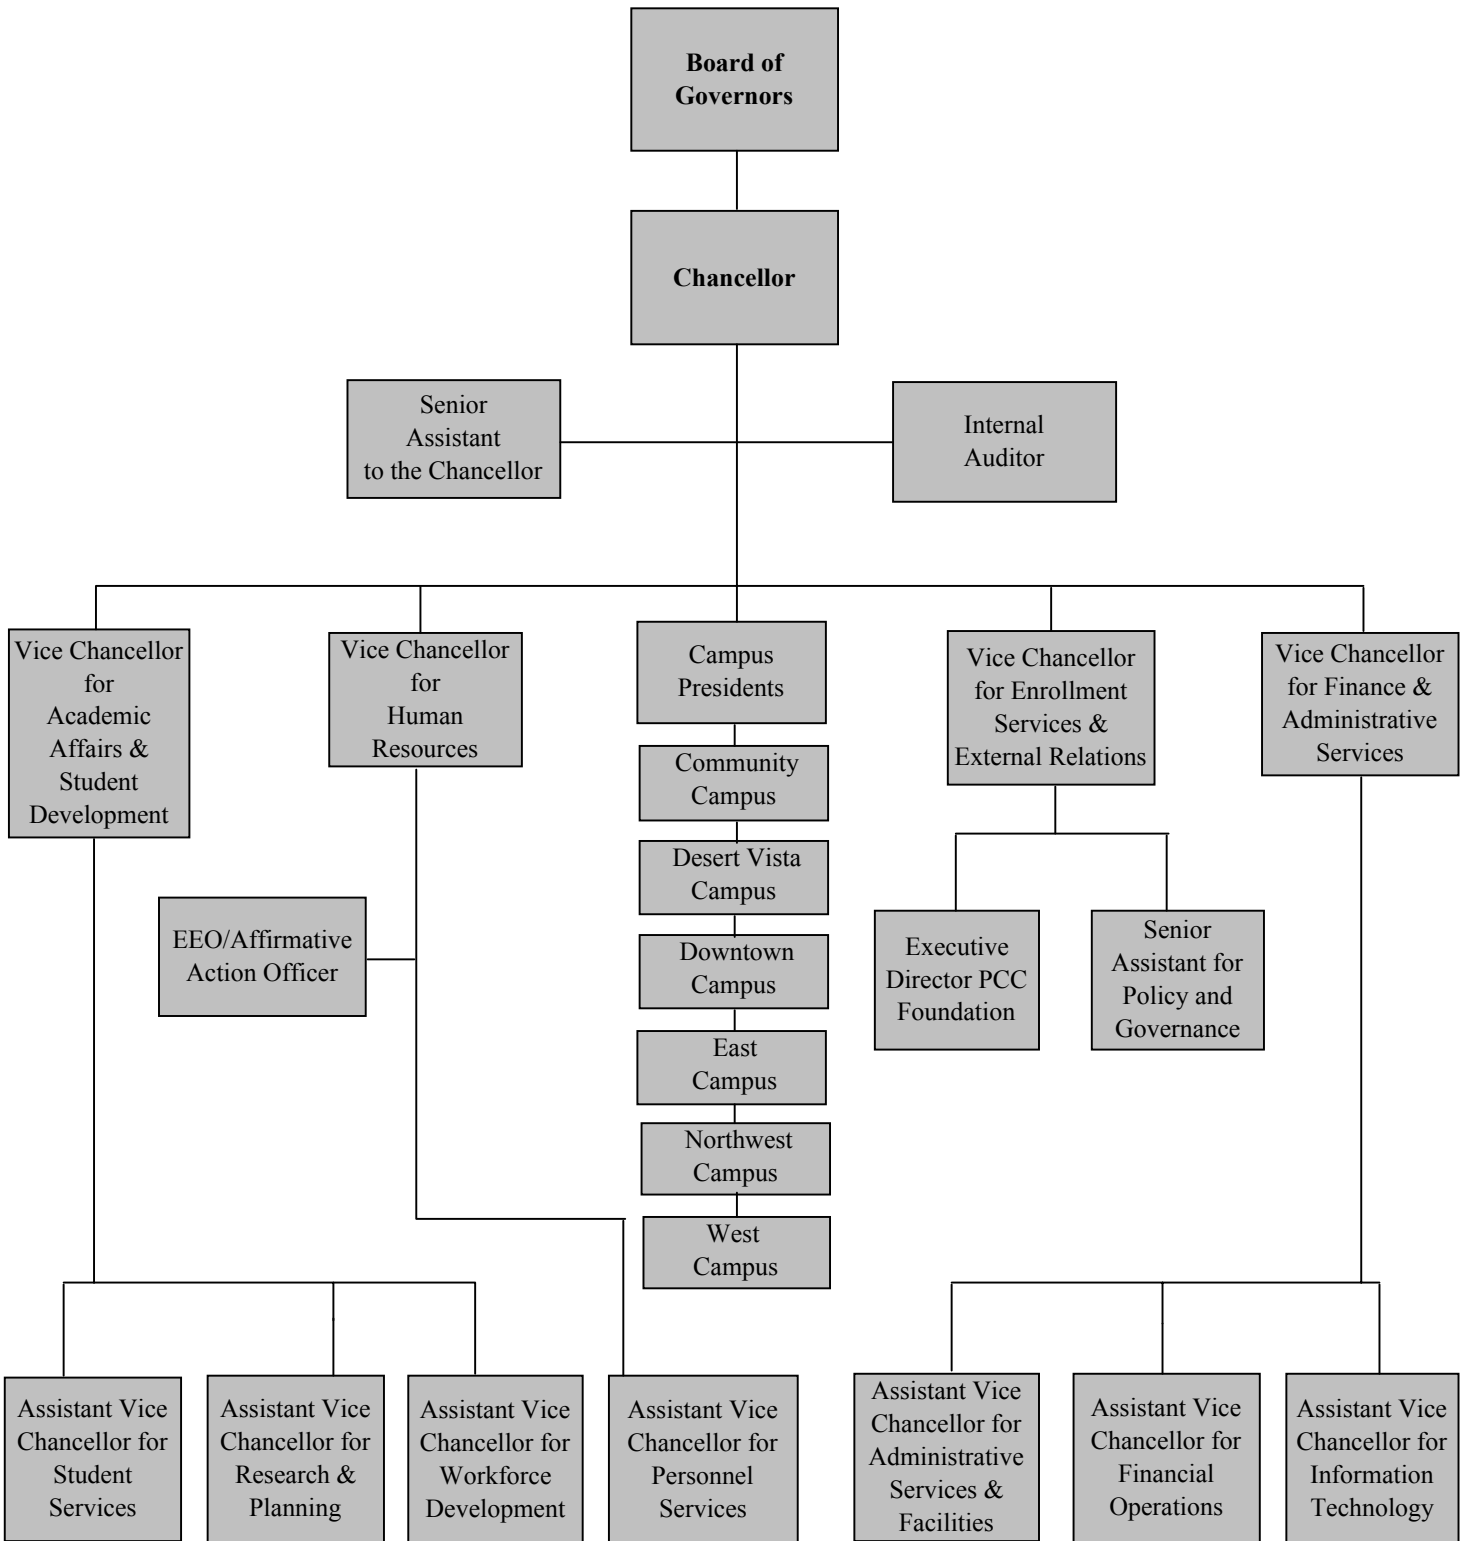 Board of
Governors
Chancellor
Senior
Assistant
to the Chancellor
Internal
Auditor
Vice Chancellor
for
Academic
Affairs &
Student
Development
Vice Chancellor
for
Human
Resources
Campus
Presidents
Vice Chancellor
for Enrollment
Services &
External Relations
Vice Chancellor
for Finance &
Administrative
Services
Community
Campus
Desert Vista
Campus
Downtown
Campus
East
Campus
Northwest
Campus
West
Campus
EEO/Affirmative
Action Officer
Executive
Director PCC
Foundation
Senior
Assistant for
Policy and
Governance
Assistant Vice
Chancellor for
Student
Services
Assistant Vice
Chancellor for
Research &
Planning
Assistant Vice
Chancellor for
Workforce
Development
Assistant Vice
Chancellor for
Personnel
Services
Assistant Vice
Chancellor for
Administrative
Services &
Facilities
Assistant Vice
Chancellor for
Financial
Operations
Assistant Vice
Chancellor for
Information
Technology